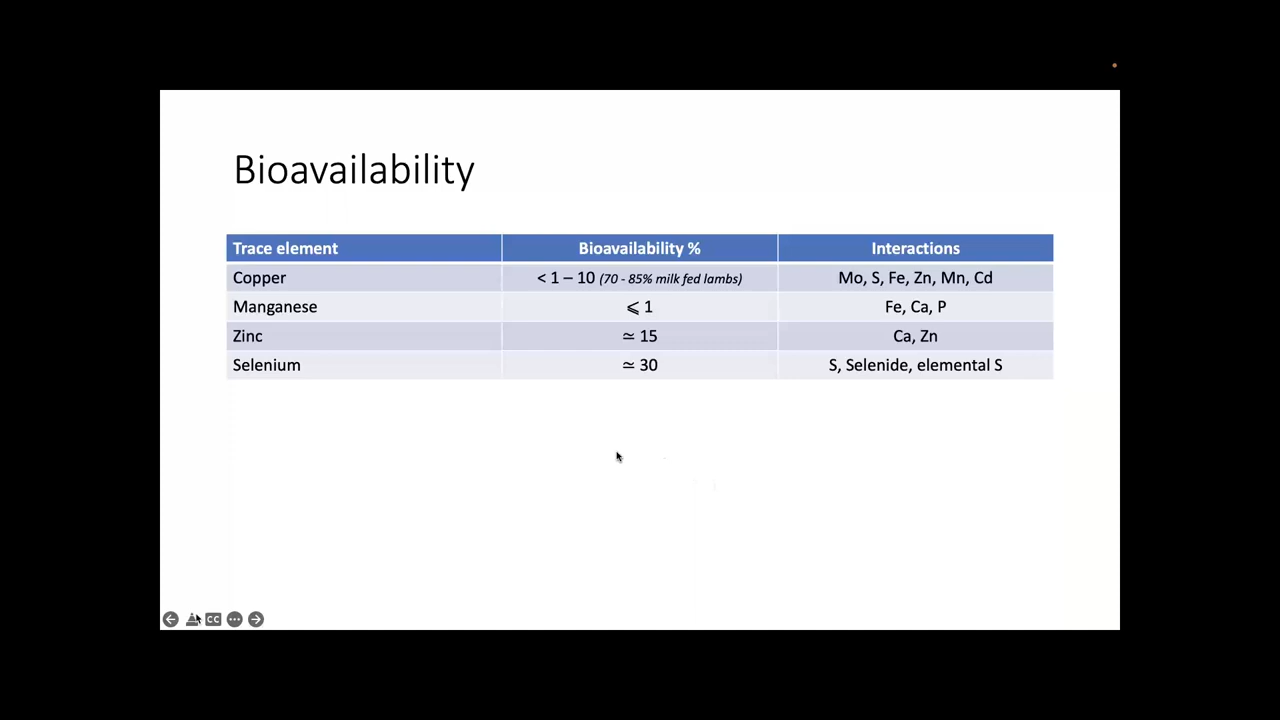 Bioavailability
Trace element Bioavailability % Interactions
Copper < 1 – 10 (70 - 85% milk fed lambs) Mo, S, Fe, Zn, Mn, Cd
Manganese ⩽ 1 Fe, Ca, P
Zinc ≃ 15 Ca, Zn
Selenium ≃ 30 S, Selenide, elemental S
CC